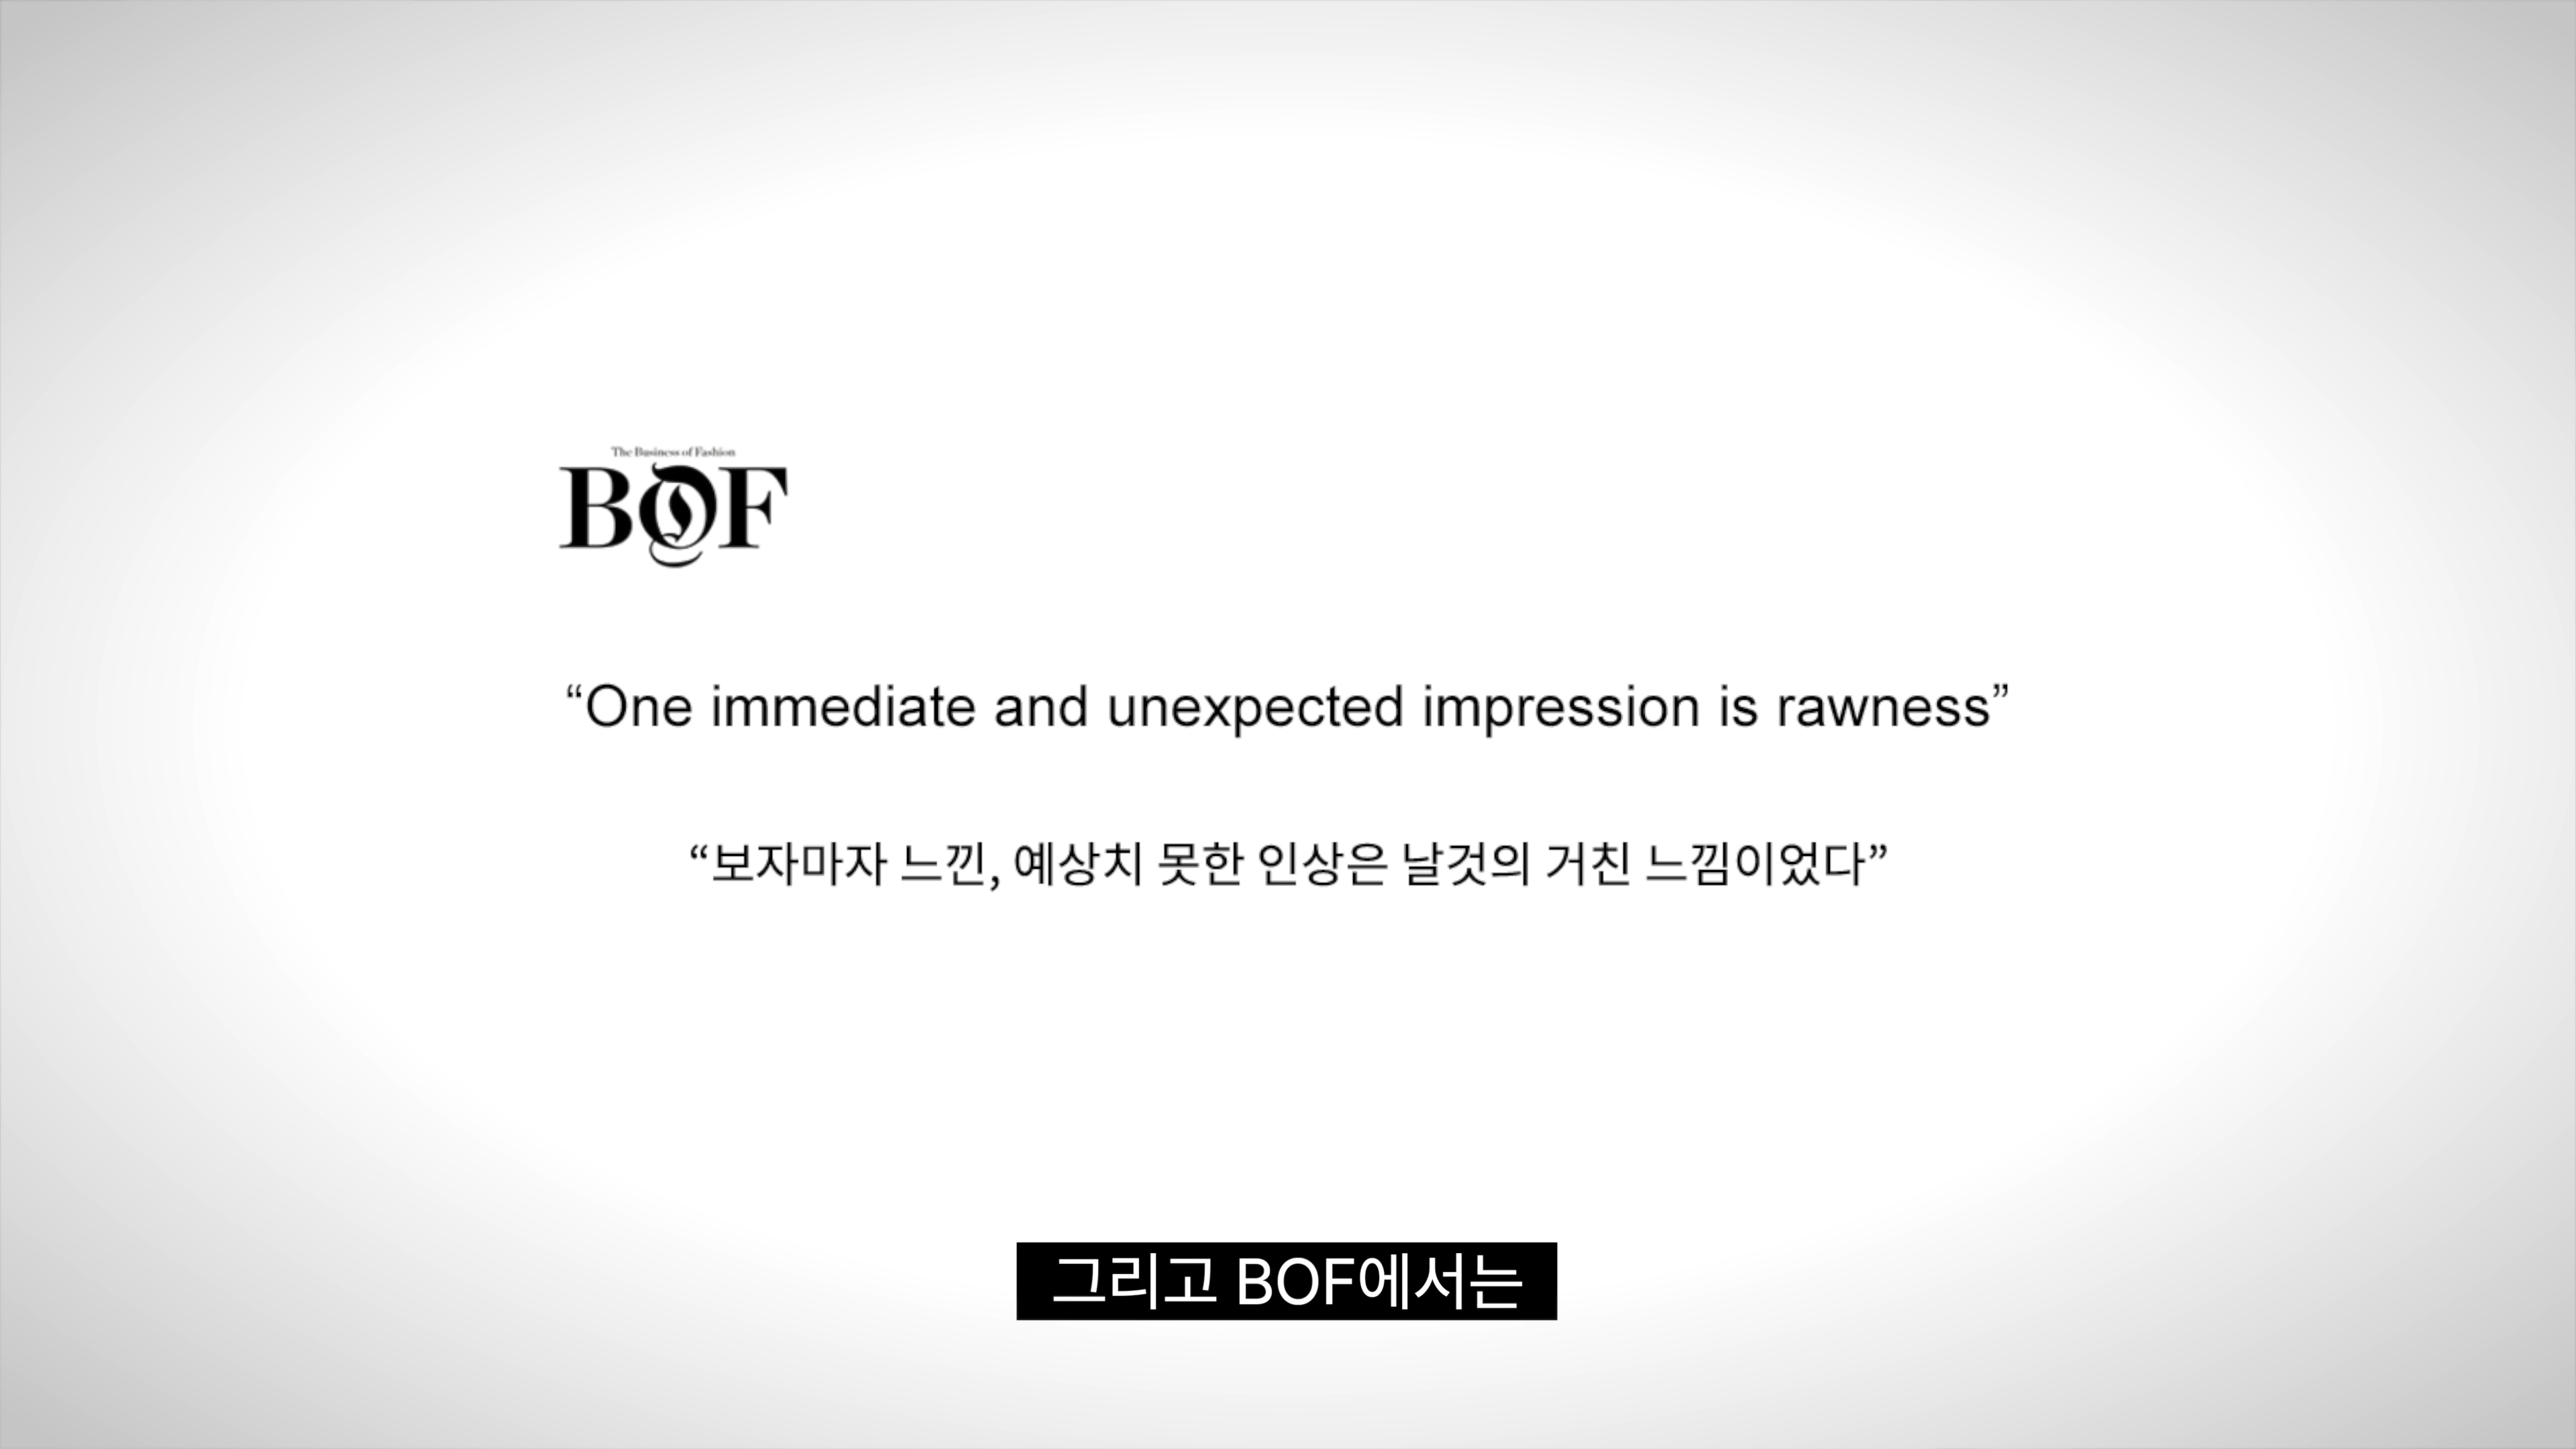 The Business of Fashion
BOF
“One immediate and unexpected impression is rawness”
“보자마자 느낀, 예상치 못한 인상은 날것의 거친 느낌이었다”
그리고 BOF에서는